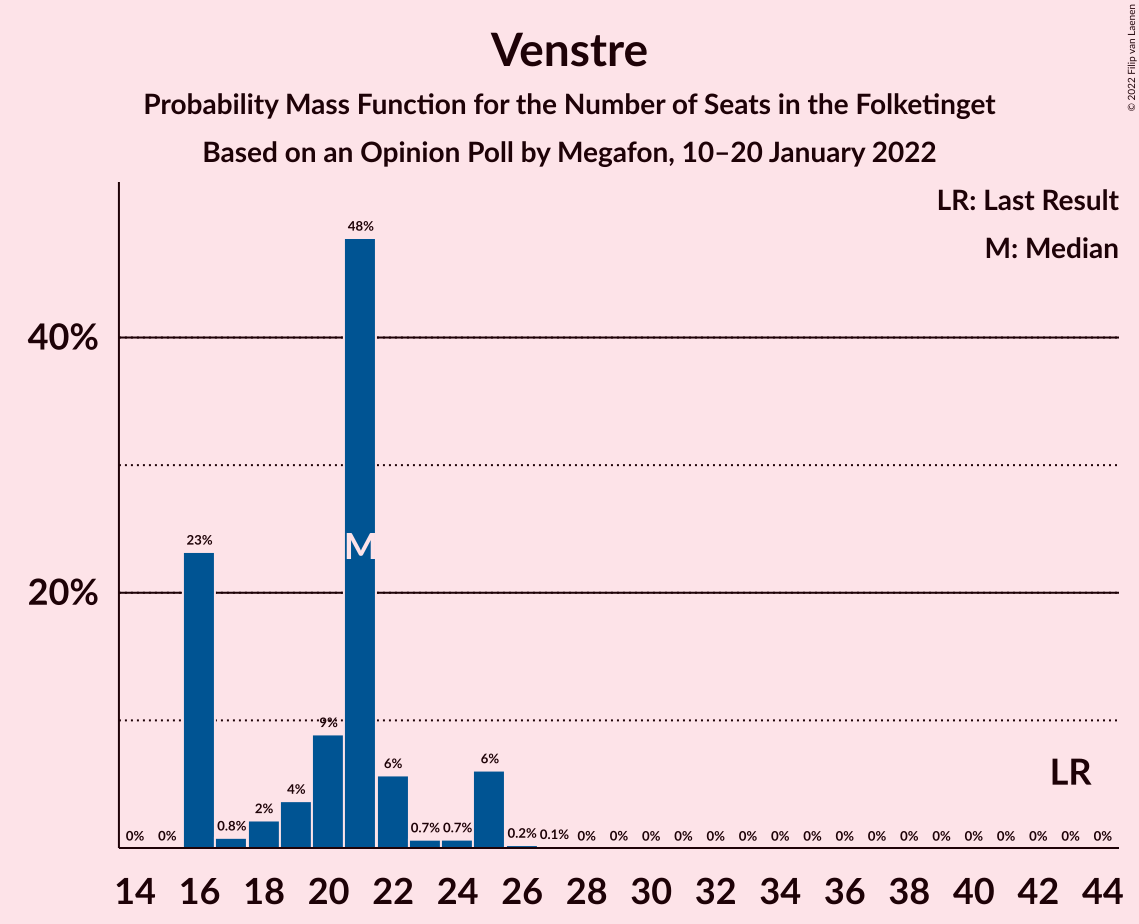 Venstre
Probability Mass Function for the Number of Seats in the Folketinget
Based on an Opinion Poll by Megafon, 10–20 January 2022
© 2022 Filip van Laenen
LR: Last Result
M: Median
40%
20%
0% 0% 23% 0.8% 2% 4% 9% 48% 6% 0.7% 0.7% 6% 0.2% 0.1% 0% 0% 0% 0% 0% 0% 0% 0% 0% 0% 0% 0% 0% 0% 0% 0% 0%
M
LR
14 16 18 20 22 24 26 28 30 32 34 36 38 40 42 44